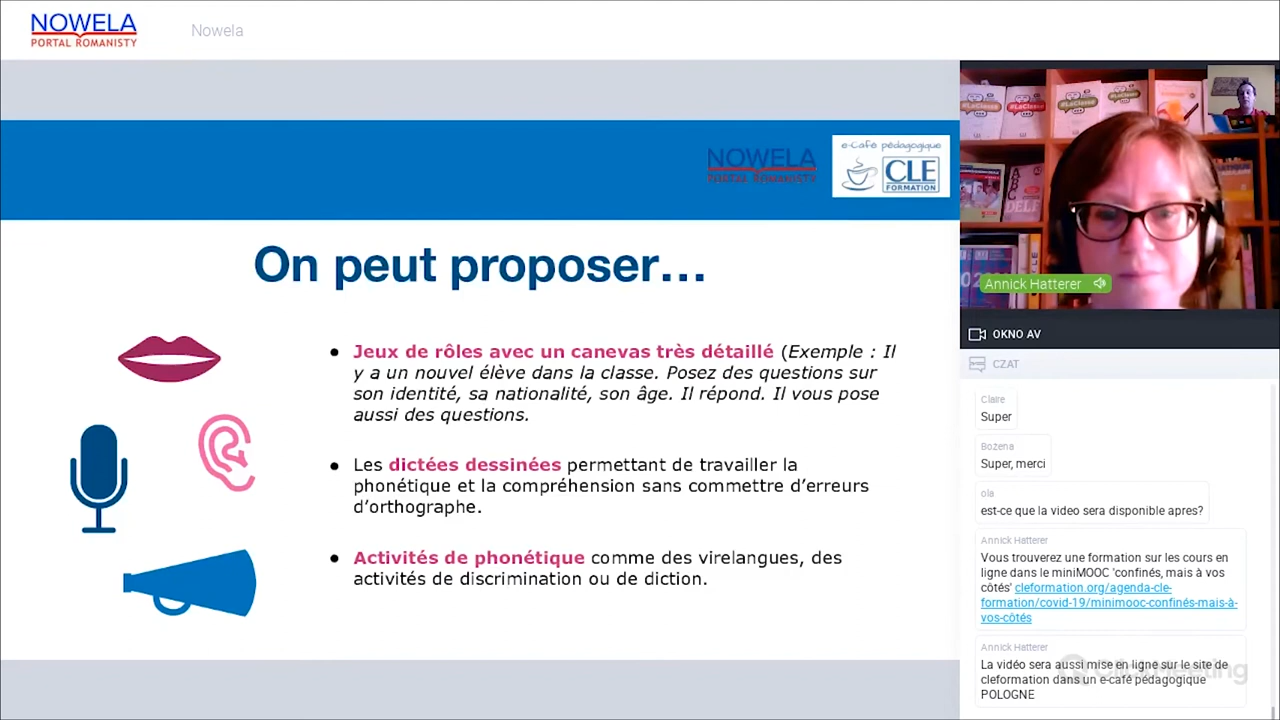 NOWELA
PORTAL ROMANISTY
Nowela
NOWELA
PORTAL ROMANISTY
e-Café pédagogique
CLE
FORMATION
On peut proposer…
● Jeux de rôles avec un canevas très détaillé (Exemple : Il
y a un nouvel élève dans la classe. Posez des questions sur
son identité, sa nationalité, son âge. Il répond. Il vous pose
aussi des questions.
● Les dictées dessinées permettant de travailler la
phonétique et la compréhension sans commettre d’erreurs
d’orthographe.
● Activités de phonétique comme des virelangues, des
activités de discrimination ou de diction.
#LaClasse
#LaClasse
#LaClasse
#LaClasse
DELF
Annick Hatterer
OKNO AV
CZAT
Claire
Super
Bożena
Super, merci
ola
est-ce que la video sera disponible apres?
Annick Hatterer
Vous trouverez une formation sur les cours en
ligne dans le miniMOOC 'confinés, mais à vos
côtés' cleformation.org/agenda-cle-
formation/covid-19/minimooc-confinés-mais-à-
vos-côtés
Annick Hatterer
La vidéo sera aussi mise en ligne sur le site de
cleformation dans un e-café pédagogique
POLOGNE
ClickMeeting